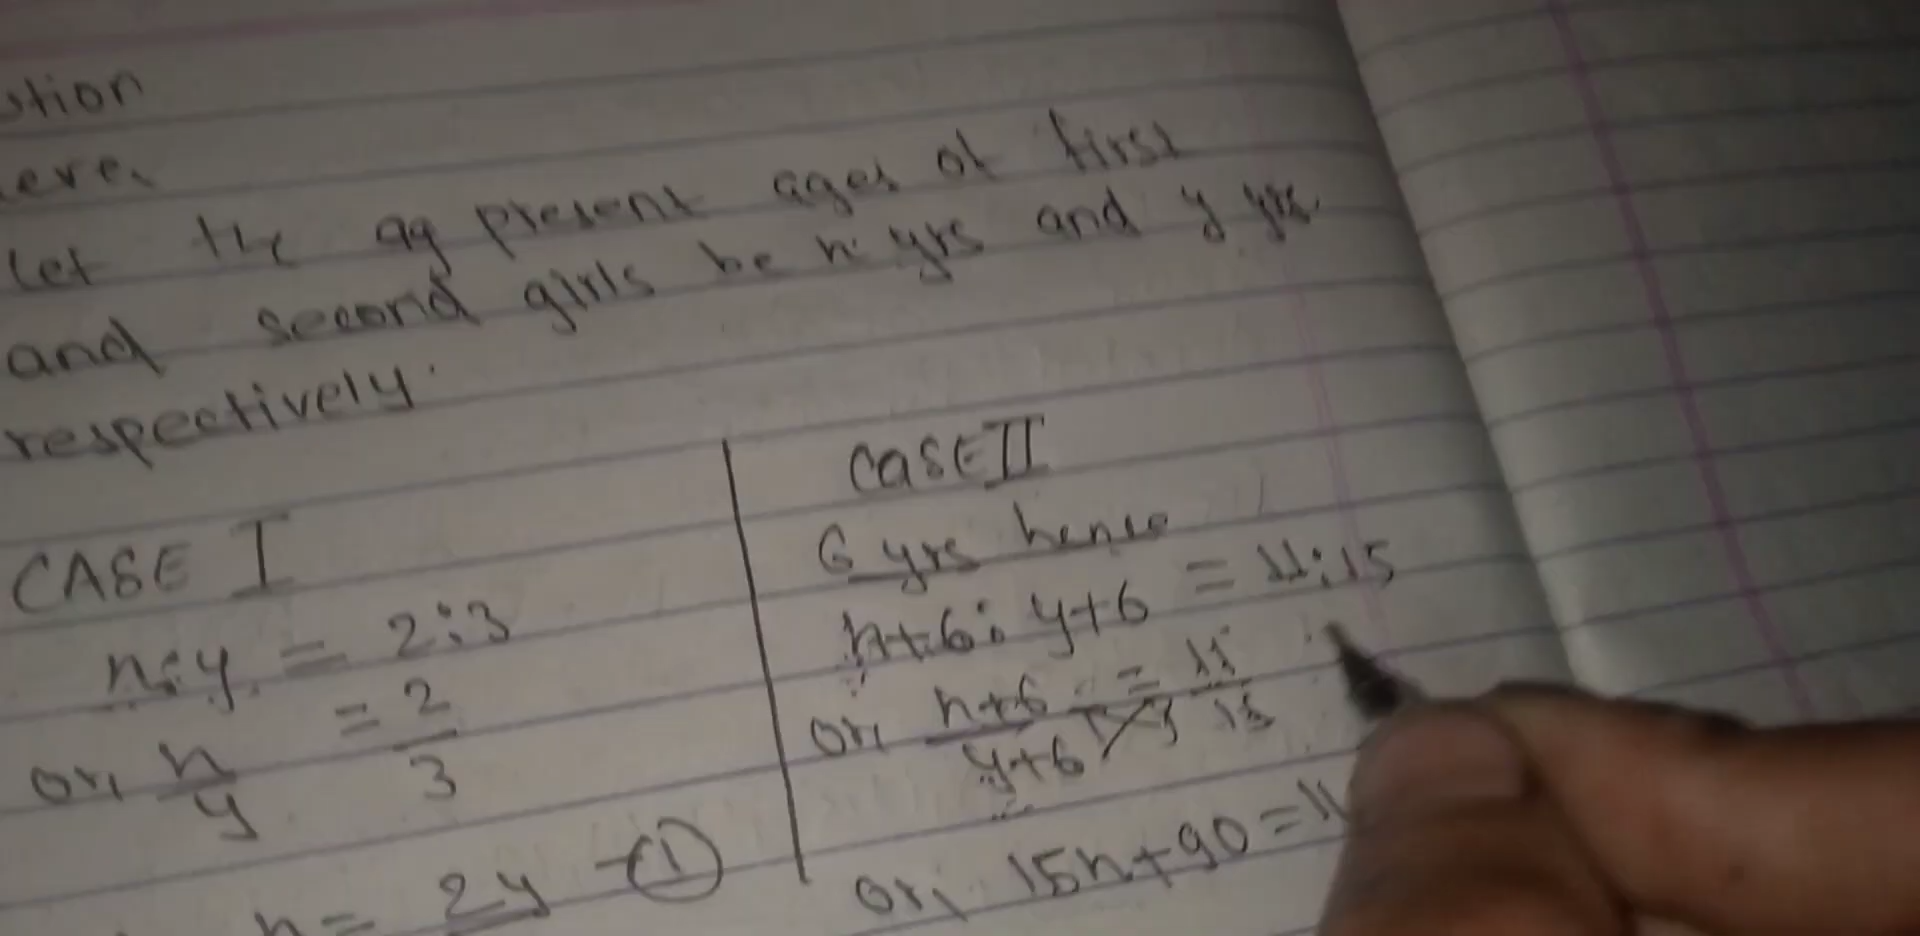 stion
ere,
let the ag present ages of first
and second girls be x yrs and y yrs.
respectively.
CASE I
x:y = 2:3
= 2/3
or, x/y
x = 2y -①
CASE II
6 yrs hence
x+6: y+6 = 11:15
or, x+6/y+6 = 11/15
or, 15x+90=11